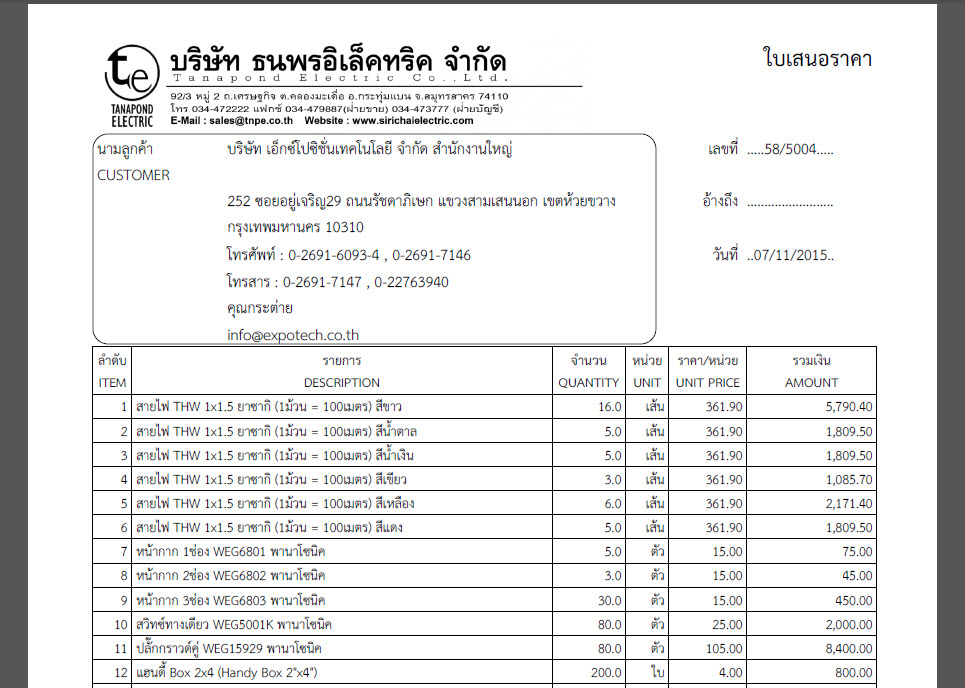 te
TANAPOND
ELECTRIC
บริษัท ธนพรอิเล็คทริค จำกัด
Tanapond Electric Co.,Ltd.
92/3 หมู่ 2 ถ.เศรษฐกิจ ต.คลองมะเดื่อ อ.กระทุ่มแบน จ.สมุทรสาคร 74110
โทร 034-472222 แฟกซ์ 034-479887(ฝ่ายขาย) 034-473777 (ฝ่ายบัญชี)
E-Mail : sales@tnpe.co.th Website : www.sirichaielectric.com
ใบเสนอราคา
นามลูกค้า บริษัท เอ็กซ์โปซิชั่นเทคโนโลยี จำกัด สำนักงานใหญ่
CUSTOMER
252 ซอยอยู่เจริญ29 ถนนรัชดาภิเษก แขวงสามเสนนอก เขตห้วยขวาง
กรุงเทพมหานคร 10310
โทรศัพท์ : 0-2691-6093-4 , 0-2691-7146
โทรสาร : 0-2691-7147 , 0-22763940
คุณกระต่าย
info@expotech.co.th
เลขที่ .....58/5004.....
อ้างถึง ........................
วันที่ ..07/11/2015..
ลำดับ รายการ จำนวน หน่วย ราคา/หน่วย รวมเงิน
ITEM DESCRIPTION QUANTITY UNIT UNIT PRICE AMOUNT
1 สายไฟ THW 1x1.5 ยาซากิ (1ม้วน = 100เมตร) สีขาว 16.0 เส้น 361.90 5,790.40
2 สายไฟ THW 1x1.5 ยาซากิ (1ม้วน = 100เมตร) สีน้ำตาล 5.0 เส้น 361.90 1,809.50
3 สายไฟ THW 1x1.5 ยาซากิ (1ม้วน = 100เมตร) สีน้ำเงิน 5.0 เส้น 361.90 1,809.50
4 สายไฟ THW 1x1.5 ยาซากิ (1ม้วน = 100เมตร) สีเขียว 3.0 เส้น 361.90 1,085.70
5 สายไฟ THW 1x1.5 ยาซากิ (1ม้วน = 100เมตร) สีเหลือง 6.0 เส้น 361.90 2,171.40
6 สายไฟ THW 1x1.5 ยาซากิ (1ม้วน = 100เมตร) สีแดง 5.0 เส้น 361.90 1,809.50
7 หน้ากาก 1ช่อง WEG6801 พานาโซนิค 5.0 ตัว 15.00 75.00
8 หน้ากาก 2ช่อง WEG6802 พานาโซนิค 3.0 ตัว 15.00 45.00
9 หน้ากาก 3ช่อง WEG6803 พานาโซนิค 30.0 ตัว 15.00 450.00
10 สวิทซ์ทางเดียว WEG5001K พานาโซนิค 80.0 ตัว 25.00 2,000.00
11 ปลั๊กกราวด์คู่ WEG15929 พานาโซนิค 80.0 ตัว 105.00 8,400.00
12 แฮนดี้ Box 2x4 (Handy Box 2"x4") 200.0 ใบ 4.00 800.00